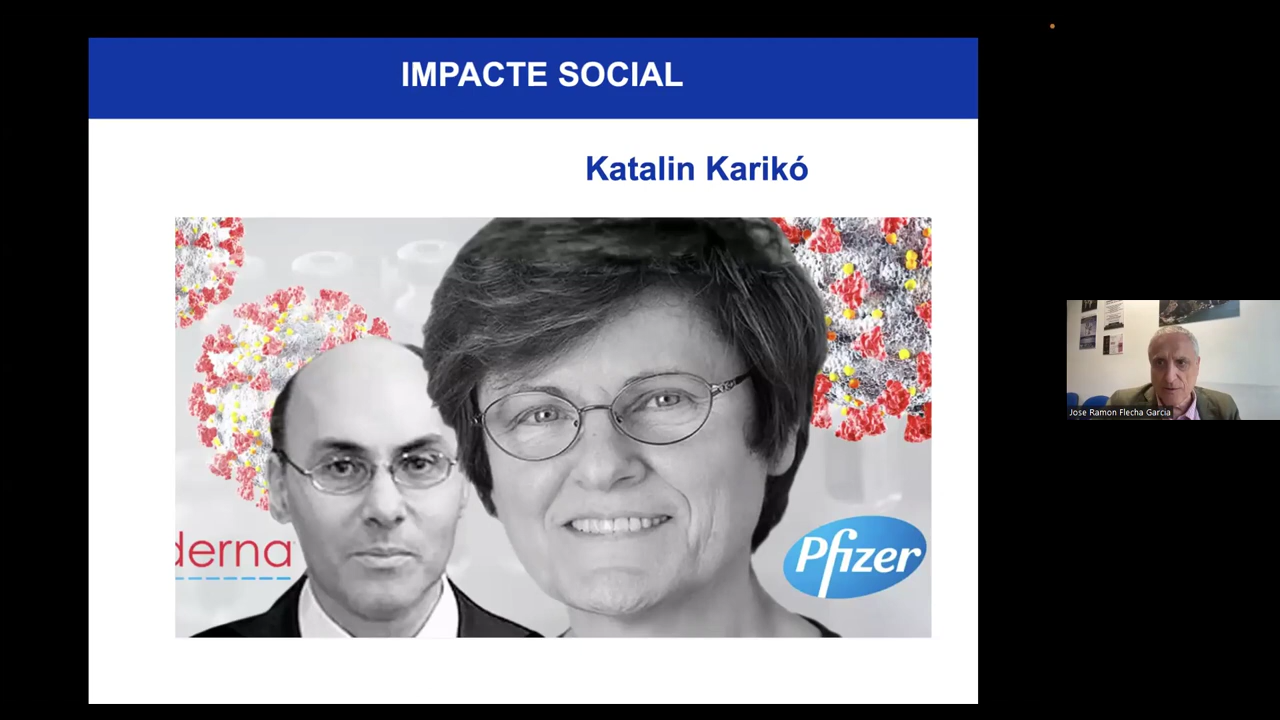 IMPACTE SOCIAL
Katalin Karikó
derna
Pfizer
Jose Ramon Flecha Garcia